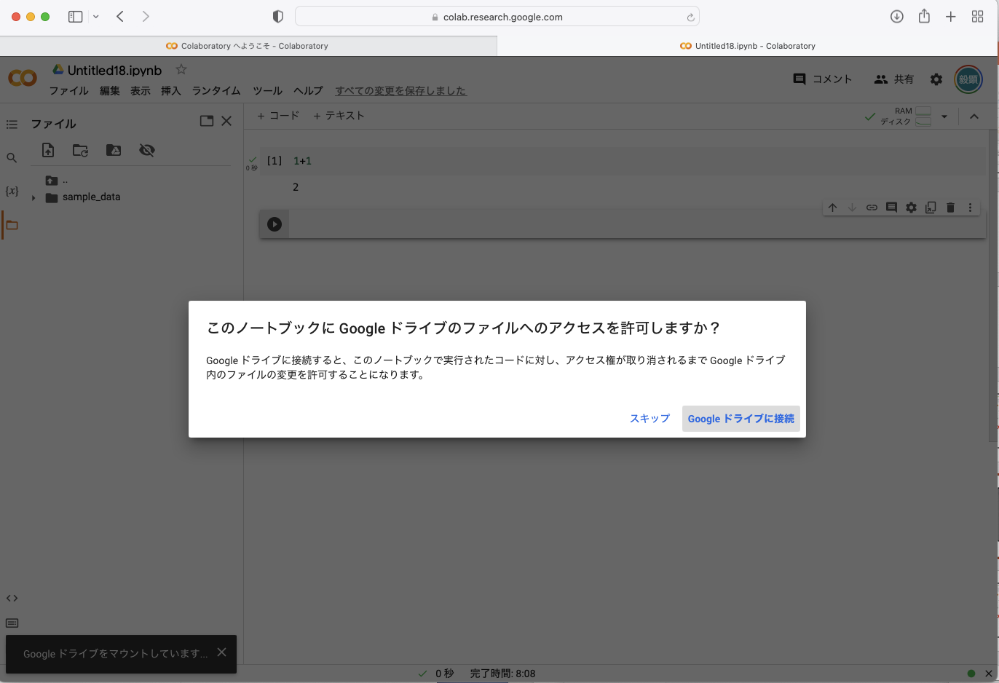 colab.research.google.com
Colaboratory へようこそ - Colaboratory
Untitled18.ipynb - Colaboratory
Untitled18.ipynb
コメント
共有
毅顕
ファイル 編集 表示 挿入 ランタイム ツール ヘルプ すべての変更を保存しました
ファイル
+ コード + テキスト
RAM
ディスク
[1] 1+1
0 秒
2
{x}
..
sample_data
このノートブックに Google ドライブのファイルへのアクセスを許可しますか？
Google ドライブに接続すると、このノートブックで実行されたコードに対し、アクセス権が取り消されるまで Google ドライブ
内のファイルの変更を許可することになります。
スキップ Google ドライブに接続
Google ドライブをマウントしています...
0 秒 完了時間: 8:08